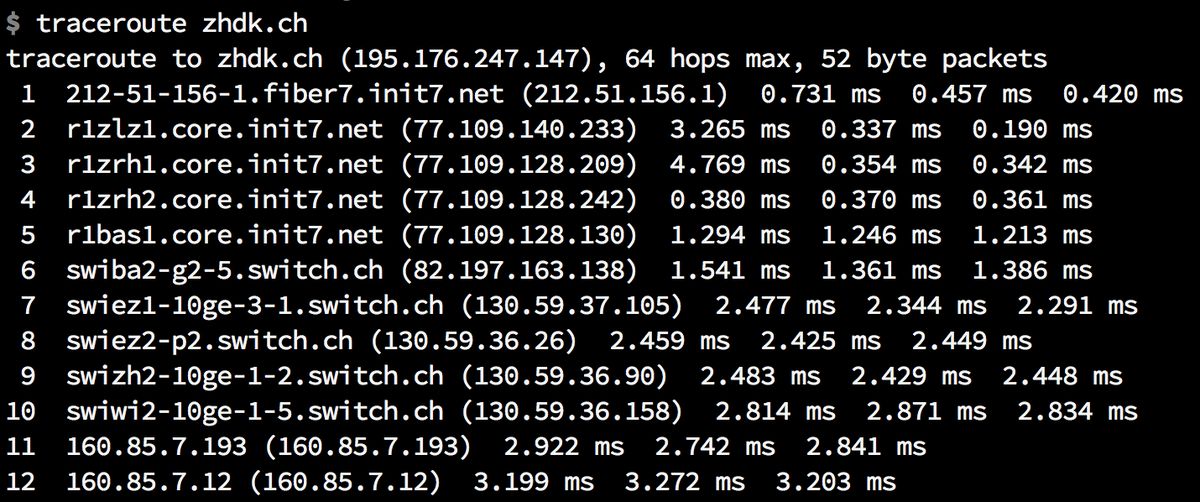 $ traceroute zhdk.ch
traceroute to zhdk.ch (195.176.247.147), 64 hops max, 52 byte packets
1 212-51-156-1.fiber7.init7.net (212.51.156.1) 0.731 ms 0.457 ms 0.420 ms
2 r1zlz1.core.init7.net (77.109.140.233) 3.265 ms 0.337 ms 0.190 ms
3 r1zrh1.core.init7.net (77.109.128.209) 4.769 ms 0.354 ms 0.342 ms
4 r1zrh2.core.init7.net (77.109.128.242) 0.380 ms 0.370 ms 0.361 ms
5 r1bas1.core.init7.net (77.109.128.130) 1.294 ms 1.246 ms 1.213 ms
6 swiba2-g2-5.switch.ch (82.197.163.138) 1.541 ms 1.361 ms 1.386 ms
7 swiez1-10ge-3-1.switch.ch (130.59.37.105) 2.477 ms 2.344 ms 2.291 ms
8 swiez2-p2.switch.ch (130.59.36.26) 2.459 ms 2.425 ms 2.449 ms
9 swizh2-10ge-1-2.switch.ch (130.59.36.90) 2.483 ms 2.429 ms 2.448 ms
10 swiwi2-10ge-1-5.switch.ch (130.59.36.158) 2.814 ms 2.871 ms 2.834 ms
11 160.85.7.193 (160.85.7.193) 2.922 ms 2.742 ms 2.841 ms
12 160.85.7.12 (160.85.7.12) 3.199 ms 3.272 ms 3.203 ms